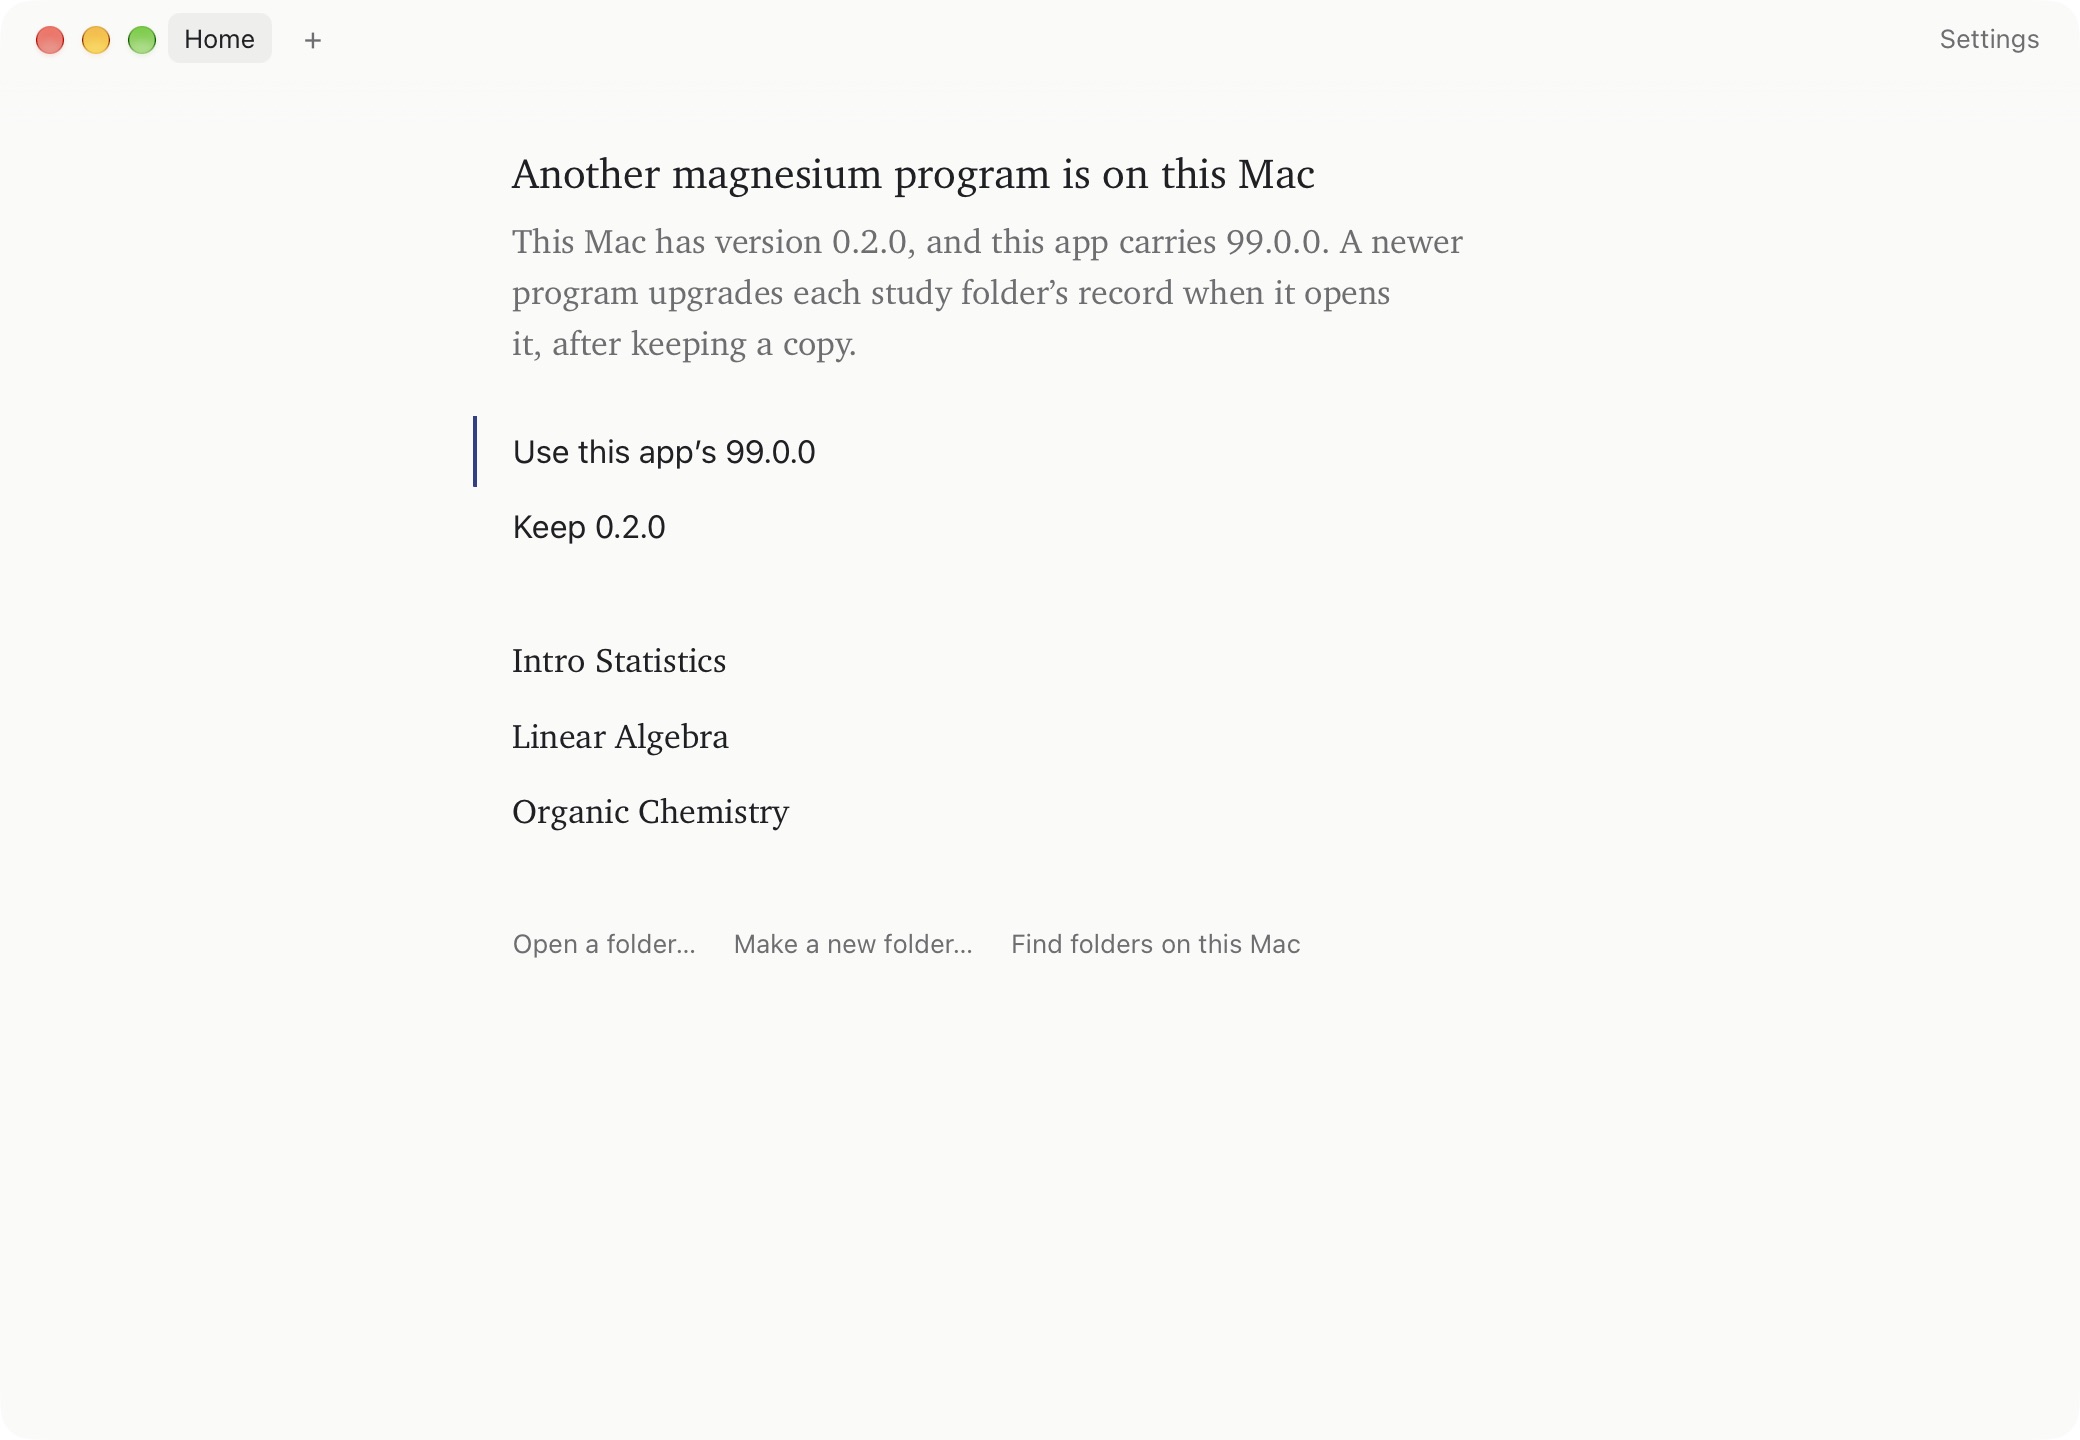 Home
+
Settings
Another magnesium program is on this Mac
This Mac has version 0.2.0, and this app carries 99.0.0. A newer
program upgrades each study folder’s record when it opens
it, after keeping a copy.
Use this app’s 99.0.0
Keep 0.2.0
Intro Statistics
Linear Algebra
Organic Chemistry
Open a folder... Make a new folder... Find folders on this Mac